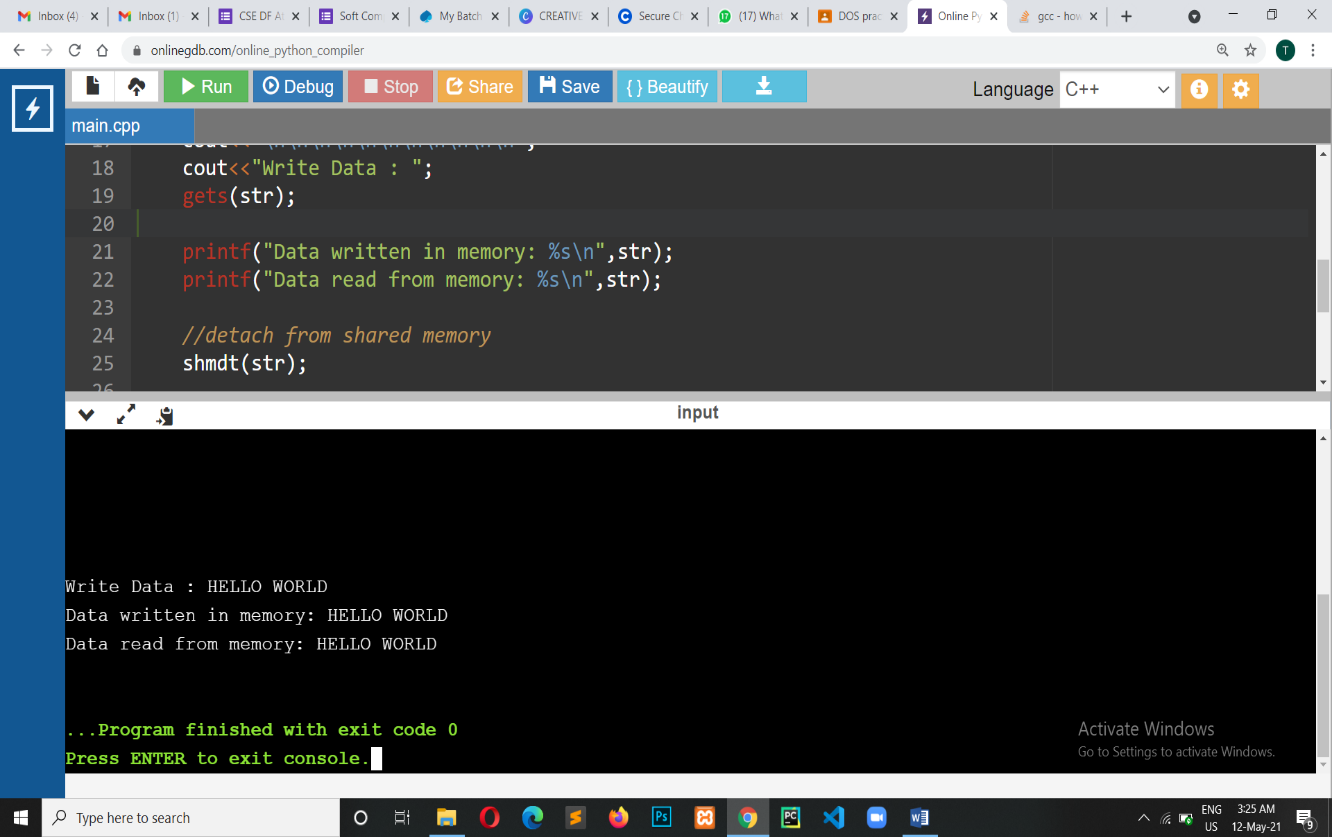 Inbox (4)
Inbox (1)
CSE DF A
Soft Com
My Batch
CREATIVE
Secure C
(17) What
DOS prac
Online Py
gcc - how
onlinegdb.com/online_python_compiler
T
Run
Debug
Stop
Share
Save
{ } Beautify
Language C++
main.cpp
18 cout<<"Write Data : ";
19 gets(str);
20
21 printf("Data written in memory: %s\n",str);
22 printf("Data read from memory: %s\n",str);
23
24 //detach from shared memory
25 shmdt(str);
26
input
Write Data : HELLO WORLD
Data written in memory: HELLO WORLD
Data read from memory: HELLO WORLD
...Program finished with exit code 0
Press ENTER to exit console.
Activate Windows
Go to Settings to activate Windows.
Type here to search
Ps
PC
ENG
US
3:25 AM
12-May-21
9